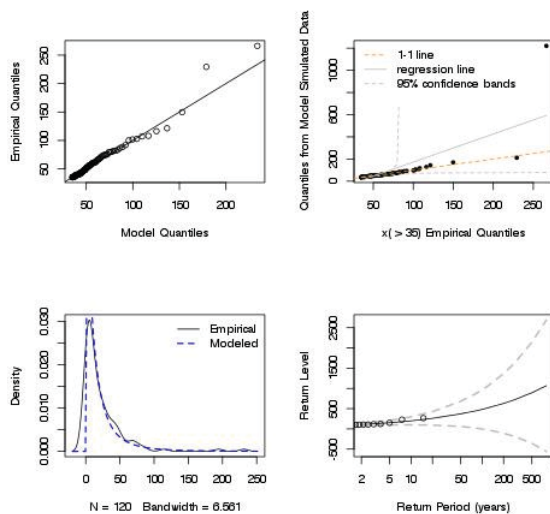 Empirical Quantiles
50 100 150 200 250
50 100 150 200
Model Quantiles
Quantiles from Model Simulated Data
0 200 600 1000
1-1 line
regression line
95% confidence bands
50 100 150 200 250
x( > 35) Empirical Quantiles
Density
0.000 0.010 0.020 0.030
Empirical
Modeled
0 50 100 150 200 250
N = 120 Bandwidth = 6.561
Return Level
-500 500 1500 2500
2 5 10 50 200 500
Return Period (years)